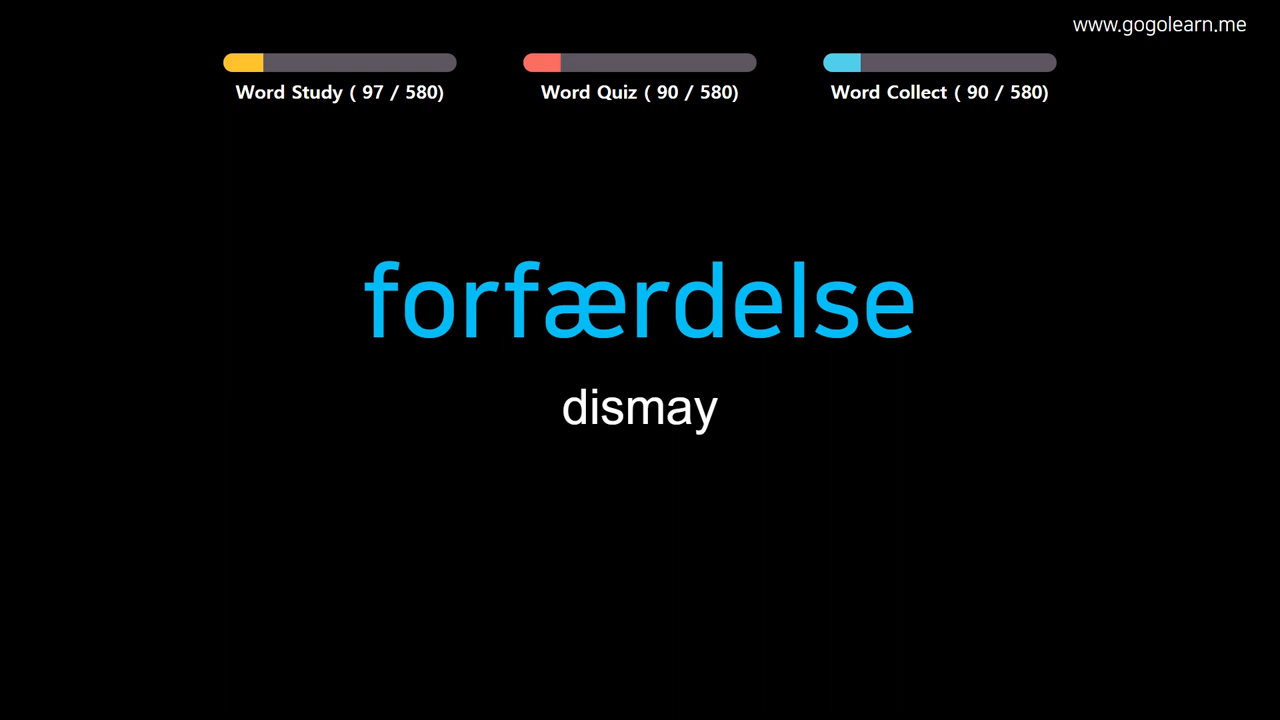 www.gogolearn.me
Word Study ( 97 / 580)
Word Quiz ( 90 / 580)
Word Collect ( 90 / 580)
forfærdelse
dismay